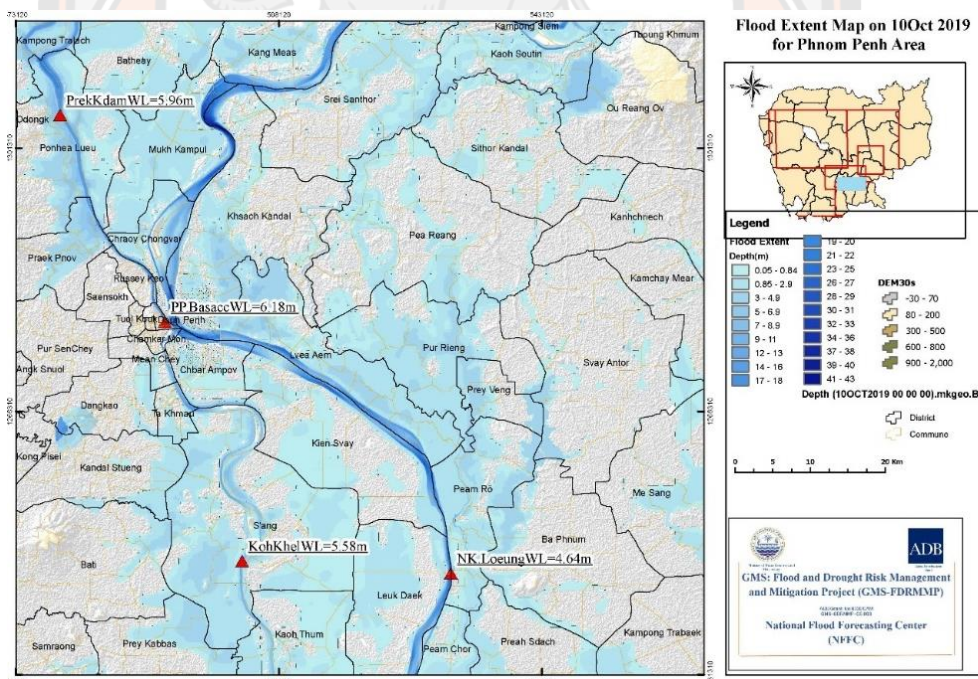 Flood Extent Map on 10Oct 2019
for Phnom Penh Area
-73120
508120
543120
Kampong Tralach
Batheay
Kang Meas
Kampong Siem
Kaoh Soutin
Tboung Khmum
PrekKdamWL=5.96m
Srei Santhor
Ou Reang Ov
Odongk
Ponhea Lueu
Mukh Kampul
Sithor Kandal
1301310
1301310
Khsach Kandal
Kanhchriech
Chraoy Chongvar
Pea Reang
Praek Pnov
Russey Keo
Kamchay Mear
Saensokh
PP.BasaccWL=6.18m
Tuol Kouk
Daun Penh
Chamkar Mon
Pur SenChey
Mean Chey
Lvea Aem
Pur Rieng
Svay Antor
Angk Snuol
Chbar Ampov
Prey Veng
Dangkao
Ta Khmau
1266310
1266310
Kong Pisei
Kien Svay
Kandal Stueng
Peam Ro
Me Sang
S'ang
Ba Phnum
KohKhelWL=5.58m
NK.LoeungWL=4.64m
Bati
Leuk Daek
Samraong
Prey Kabbas
Kaoh Thum
Peam Chor
Preah Sdach
Kampong Trabaek
Legend
Flood Extent
Depth(m)
0.05 - 0.84
0.85 - 2.9
3 - 4.9
5 - 6.9
7 - 8.9
9 - 11
12 - 13
14 - 16
17 - 18
19 - 20
21 - 22
23 - 25
26 - 27
28 - 29
30 - 31
32 - 33
34 - 36
37 - 38
39 - 40
41 - 43
DEM30s
-30 - 70
80 - 200
300 - 500
600 - 800
900 - 2,000
Depth (10OCT2019 00 00 00).mkgeo.B
District
Commune
0 5 10 20 Km
ADB
GMS: Flood and Drought Risk Management
and Mitigation Project (GMS-FDRMMP)
National Flood Forecasting Center
(NFFC)